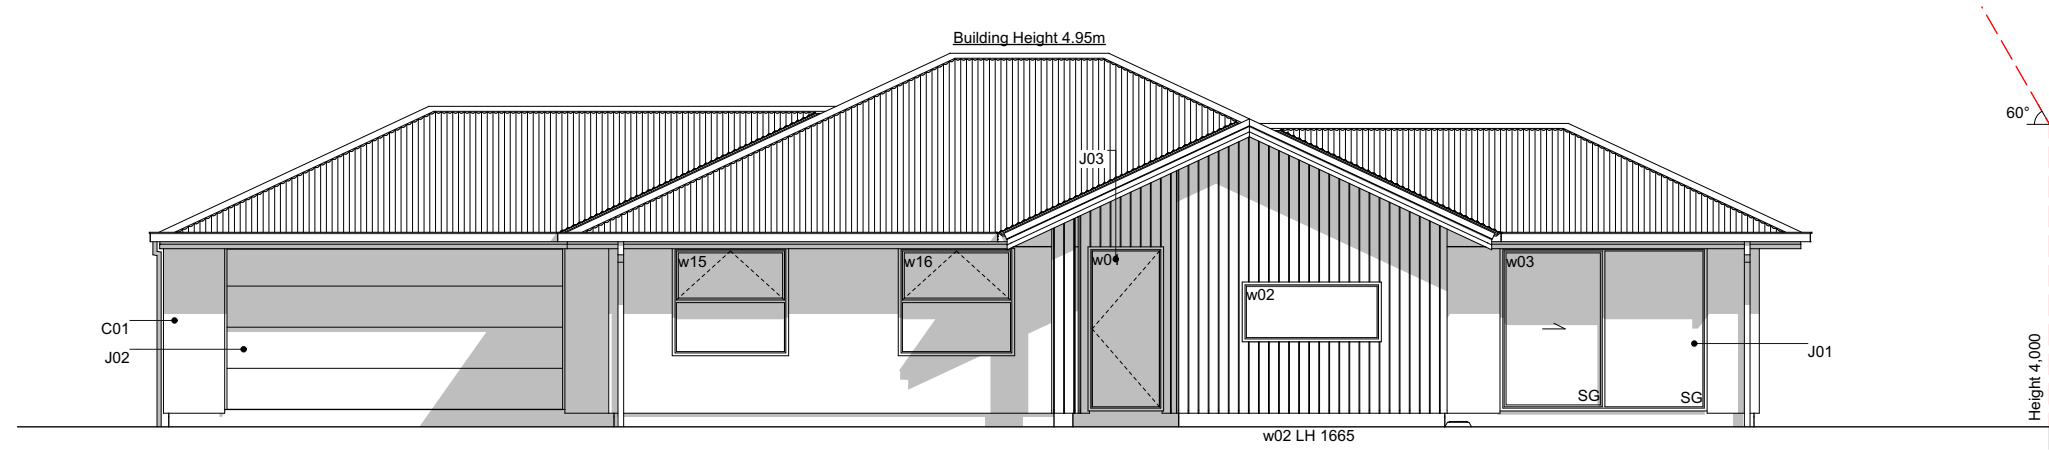 Building Height 4.95m
60°
J03
w15
w16
w01
w02
w03
C01
J02
J01
SG
SG
Height 4,000
w02 LH 1665